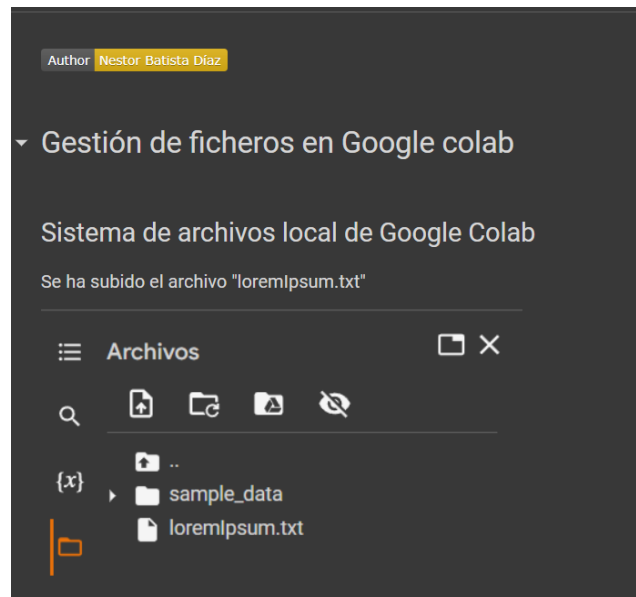 Author Nestor Batista Díaz
Gestión de ficheros en Google colab
Sistema de archivos local de Google Colab
Se ha subido el archivo "loremIpsum.txt"
Archivos
..
{x}
sample_data
loremIpsum.txt